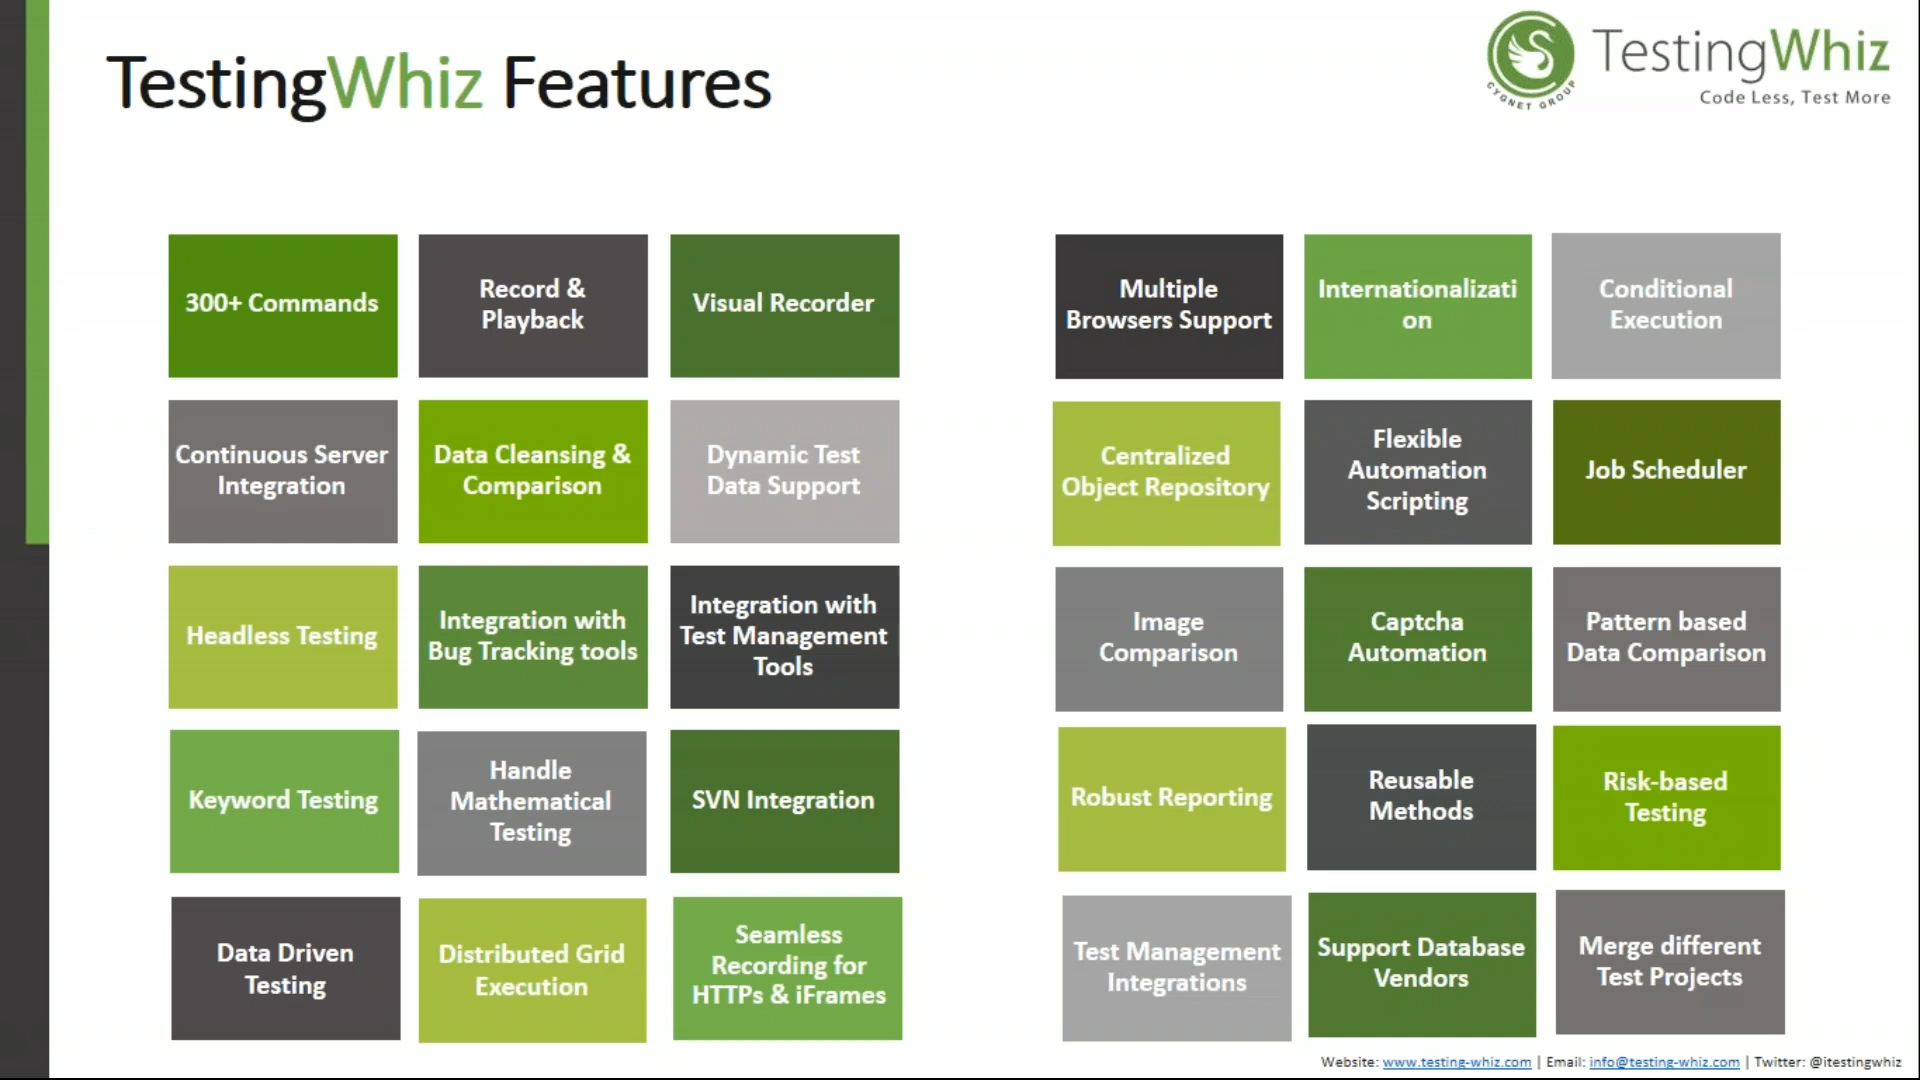 TestingWhiz Features
TestingWhiz
Code Less, Test More
CYGNET GROUP
300+ Commands
Record &
Playback
Visual Recorder
Continuous Server
Integration
Data Cleansing &
Comparison
Dynamic Test
Data Support
Headless Testing
Integration with
Bug Tracking tools
Integration with
Test Management
Tools
Keyword Testing
Handle
Mathematical
Testing
SVN Integration
Data Driven
Testing
Distributed Grid
Execution
Seamless
Recording for
HTTPs & iFrames
Multiple
Browsers Support
Internationalizati
on
Conditional
Execution
Centralized
Object Repository
Flexible
Automation
Scripting
Job Scheduler
Image
Comparison
Captcha
Automation
Pattern based
Data Comparison
Robust Reporting
Reusable
Methods
Risk-based
Testing
Test Management
Integrations
Support Database
Vendors
Merge different
Test Projects
Website: www.testing-whiz.com | Email: info@testing-whiz.com | Twitter: @itestingwhiz